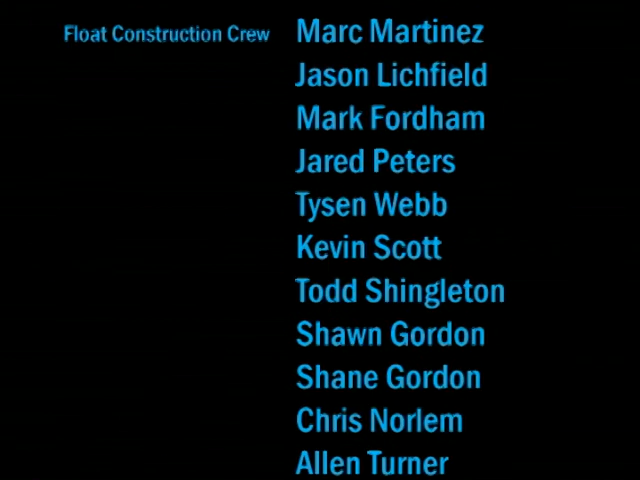 Float Construction Crew Marc Martinez
Jason Lichfield
Mark Fordham
Jared Peters
Tysen Webb
Kevin Scott
Todd Shingleton
Shawn Gordon
Shane Gordon
Chris Norlem
Allen Turner